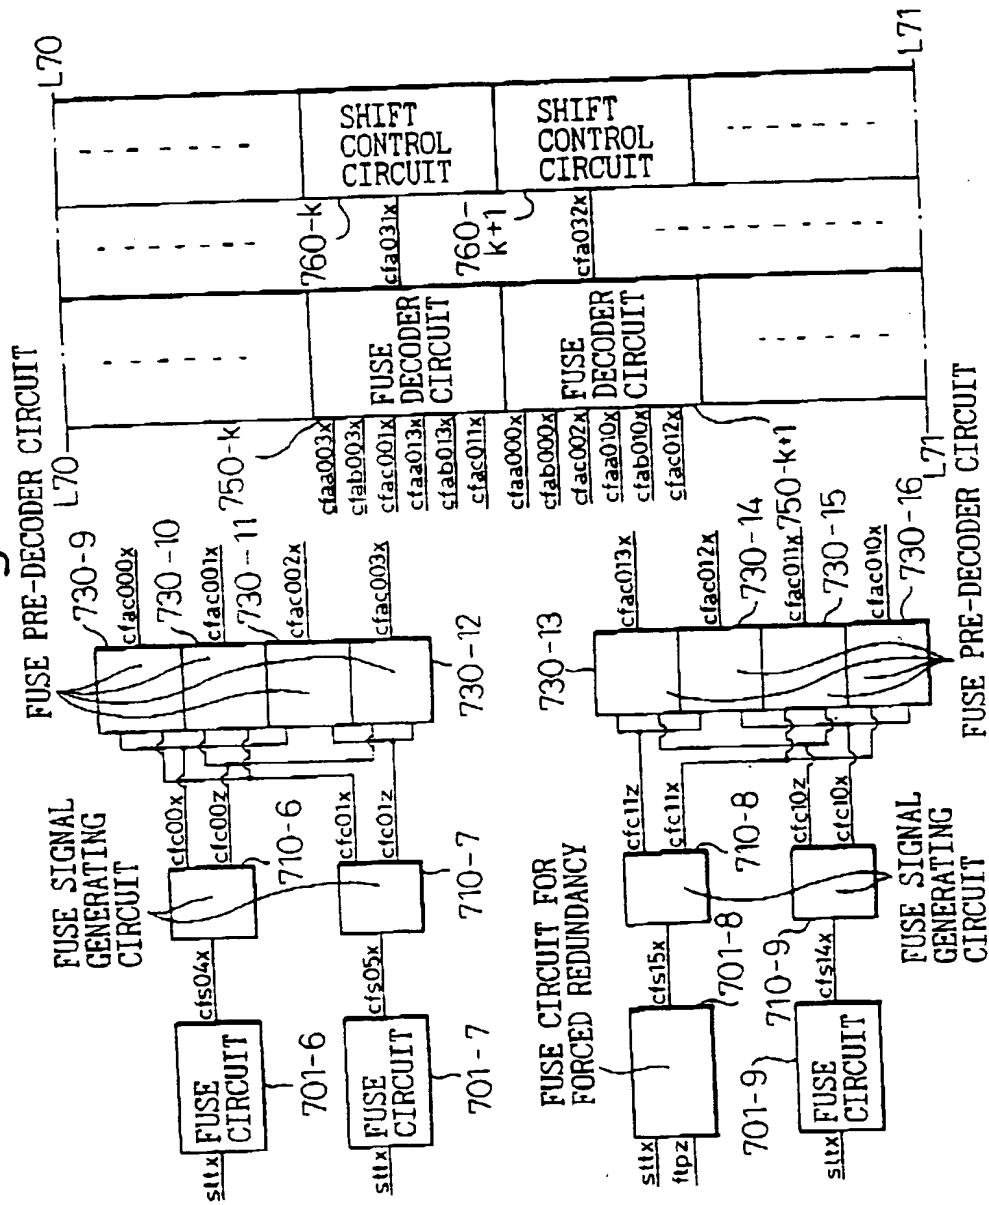 FUSE PRE-DECODER CIRCUIT
L70
L70
730-9
cfac000x
730-10
cfac001x
730-11
cfac002x
cfac003x
730-12
750-k
760-k
SHIFT
CONTROL
CIRCUIT
cfa031x
760-
k+1
SHIFT
CONTROL
CIRCUIT
cfa032x
FUSE
DECODER
CIRCUIT
FUSE
DECODER
CIRCUIT
cfaa003x
cfab003x
cfac001x
cfaa013x
cfab013x
cfac011x
cfaa000x
cfab000x
cfac002x
cfaa010x
cfab010x
cfac012x
L71
L71
FUSE SIGNAL
GENERATING
CIRCUIT
cfc00x
cfc00z
710-6
cfc01x
cfc01z
710-7
cfs04x
cfs05x
sttx
FUSE
CIRCUIT
701-6
sttx
FUSE
CIRCUIT
701-7
730-13
cfac013x
cfac012x
730-14
cfac011x
750-k+1
730-15
cfac010x
730-16
FUSE PRE-DECODER CIRCUIT
cfc11z
cfc11x
710-8
cfc10z
cfc10x
710-9
FUSE SIGNAL
GENERATING
CIRCUIT
FUSE CIRCUIT FOR
FORCED REDUNDANCY
cfs15x
701-8
cfs14x
sttx
ftpz
701-9
sttx
FUSE
CIRCUIT